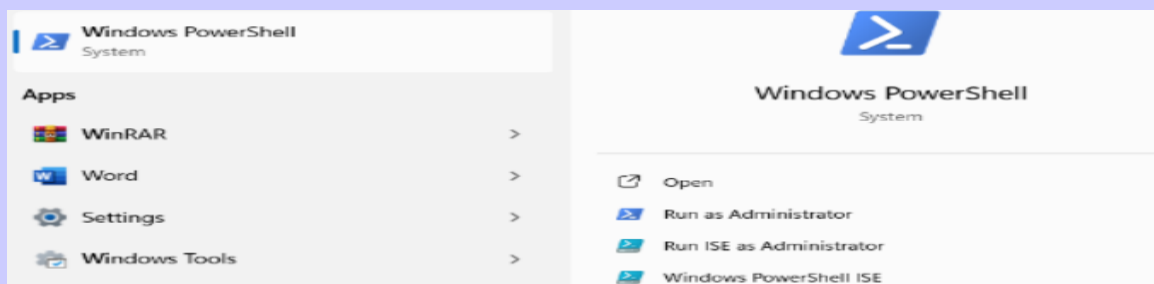 Windows PowerShell
System
Apps
WinRAR
Word
Settings
Windows Tools
Windows PowerShell
System
Open
Run as Administrator
Run ISE as Administrator
Windows PowerShell ISE